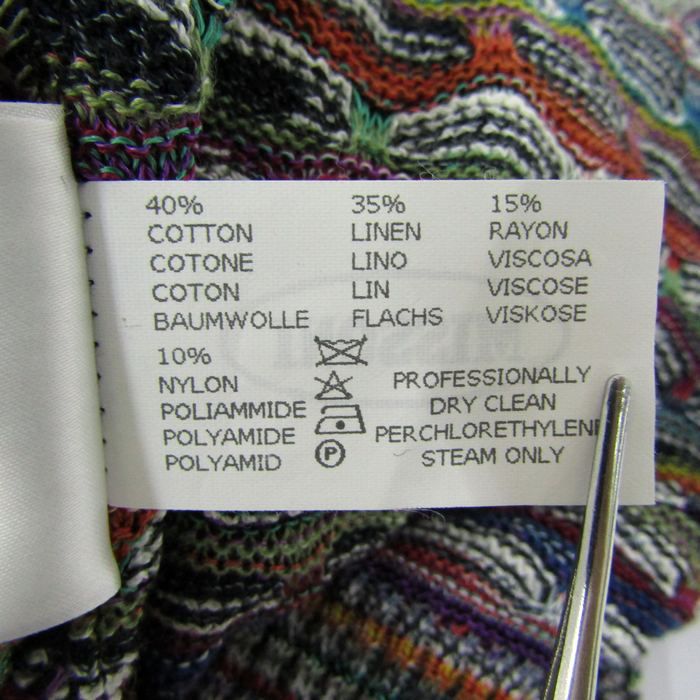 40%
COTTON
COTONE
COTON
BAUMWOLLE
35%
LINEN
LINO
LIN
FLACHS
15%
RAYON
VISCOSA
VISCOSE
VISKOSE
10%
NYLON
POLIAMMIDE
POLYAMIDE
POLYAMID
P
PROFESSIONALLY
DRY CLEAN
PERCHLORETHYLENE
STEAM ONLY